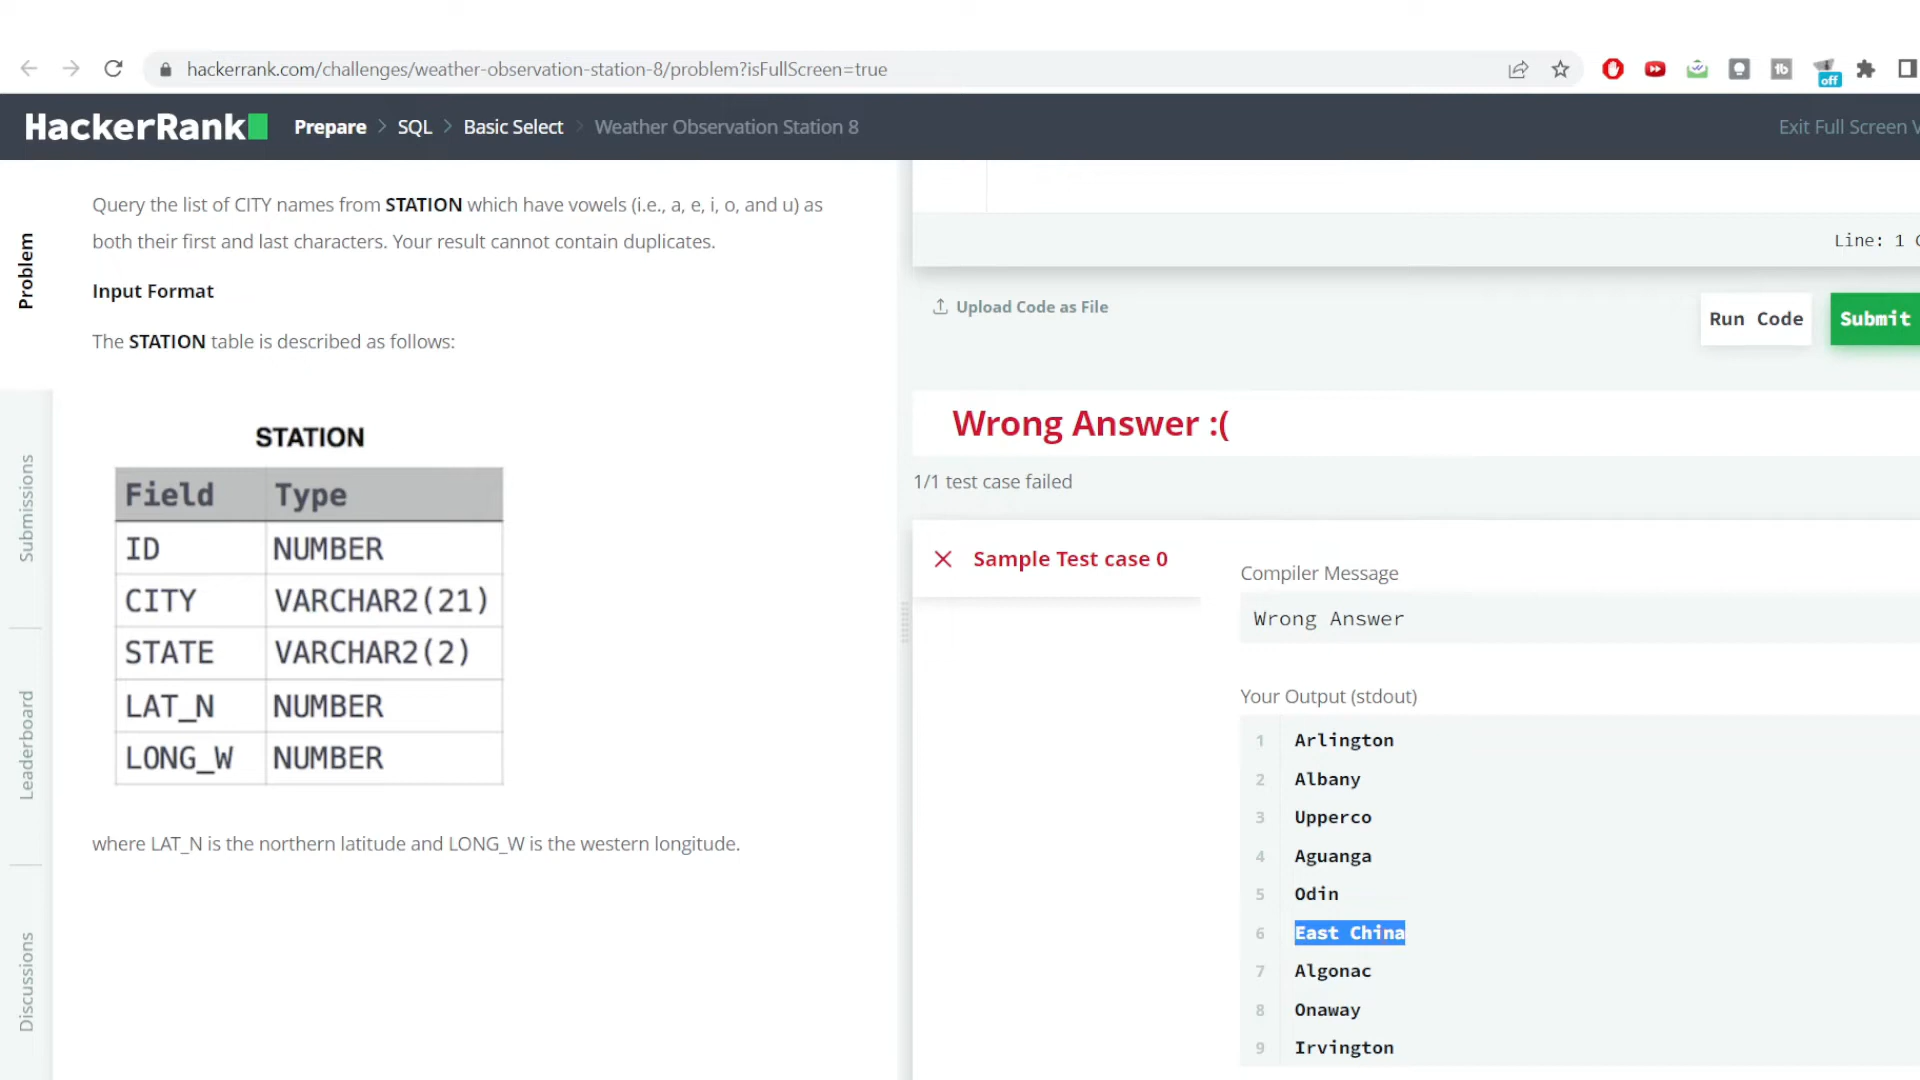 hackerrank.com/challenges/weather-observation-station-8/problem?isFullScreen=true
off
HackerRank Prepare > SQL > Basic Select > Weather Observation Station 8
Exit Full Screen V
Problem
Submissions
Leaderboard
Discussions
Query the list of CITY names from STATION which have vowels (i.e., a, e, i, o, and u) as
both their first and last characters. Your result cannot contain duplicates.
Input Format
The STATION table is described as follows:
STATION
Field Type
ID NUMBER
CITY VARCHAR2(21)
STATE VARCHAR2(2)
LAT_N NUMBER
LONG_W NUMBER
where LAT_N is the northern latitude and LONG_W is the western longitude.
Line: 1
Upload Code as File
Run Code
Submit
Wrong Answer :(
1/1 test case failed
Sample Test case 0
Compiler Message
Wrong Answer
Your Output (stdout)
1 Arlington
2 Albany
3 Upperco
4 Aguanga
5 Odin
6 East China
7 Algonac
8 Onaway
9 Irvington